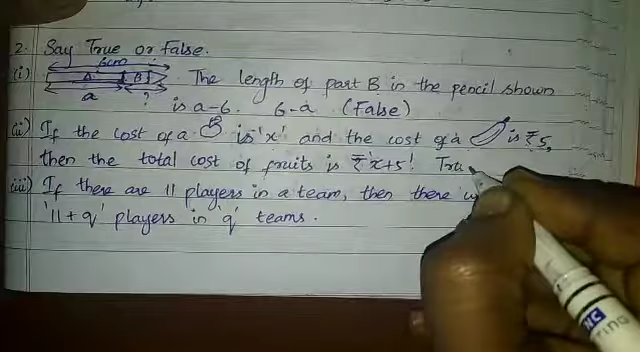 2. Say True or False.
6cm
(i) A B The length of part B in the pencil shown
a ? is a-6. 6-a (False)
(ii) If the cost of a is 'x' and the cost of a is ₹5,
then the total cost of fruits is ₹'x+5'. Tru
(iii) If there are 11 players in a team, then there
'11+q' players in 'q' teams.